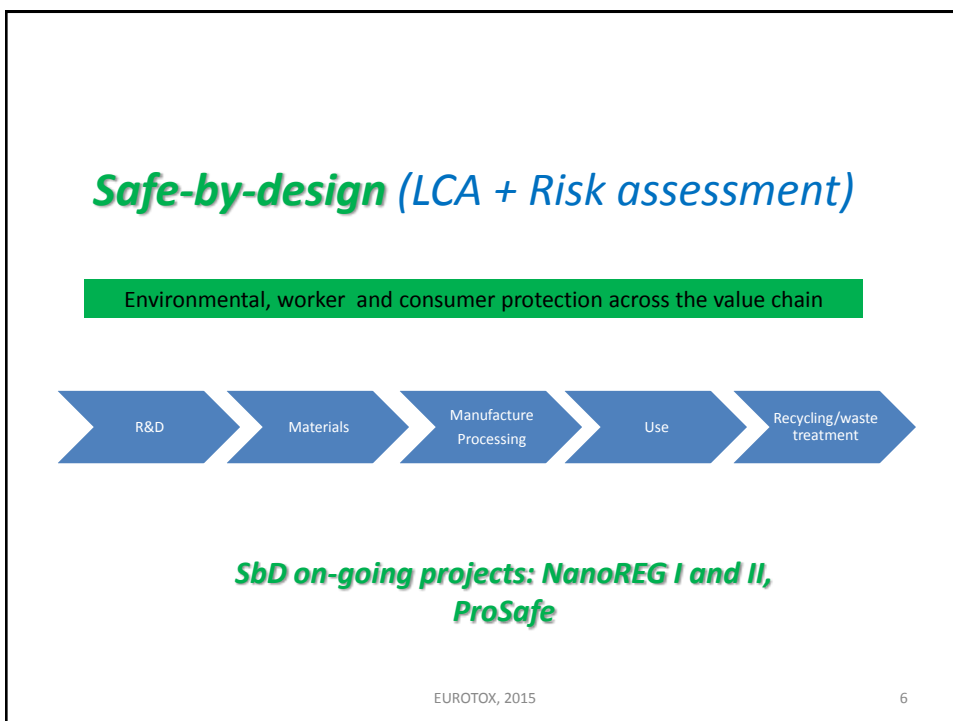 Safe-by-design (LCA + Risk assessment)
Environmental, worker and consumer protection across the value chain
R&D
Materials
Manufacture
Processing
Use
Recycling/waste
treatment
SbD on-going projects: NanoREG I and II,
ProSafe
EUROTOX, 2015
6